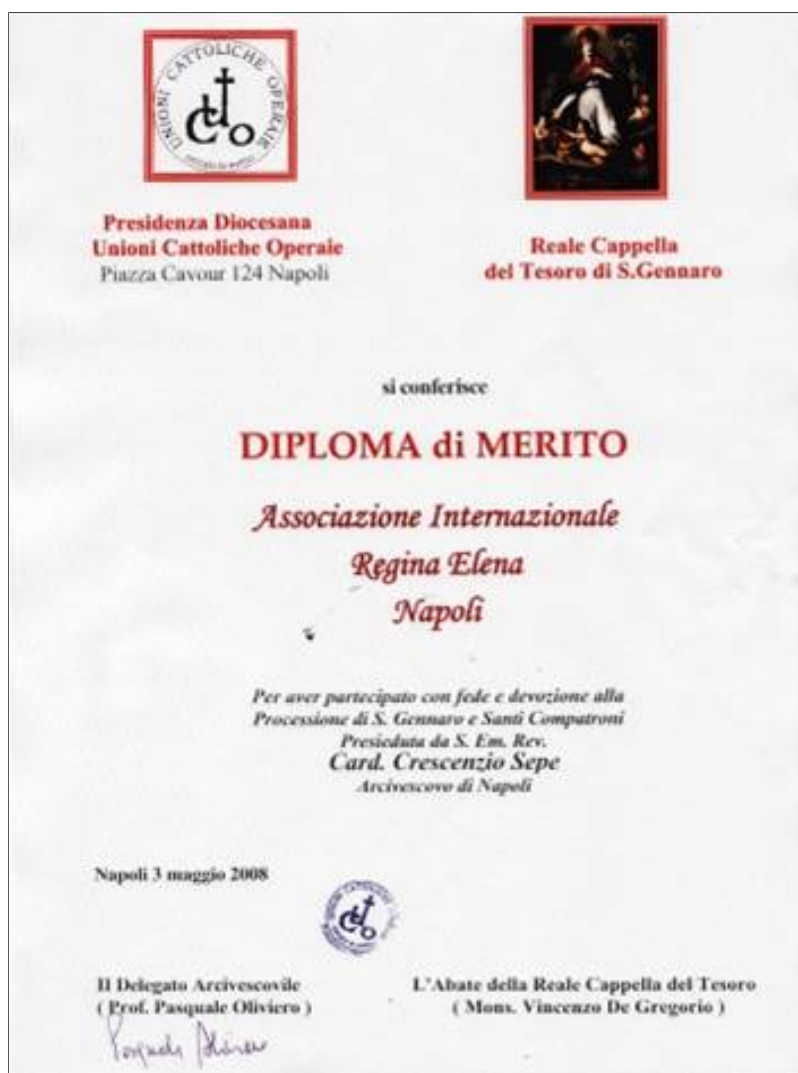 UNIONI CATTOLICHE OPERAIE
CUO
Presidenza Diocesana
Unioni Cattoliche Operaie
Piazza Cavour 124 Napoli
Reale Cappella
del Tesoro di S.Gennaro
si conferisce
DIPLOMA di MERITO
Associazione Internazionale
Regina Elena
Napoli
Per aver partecipato con fede e devozione alla
Processione di S. Gennaro e Santi Compatroni
Presieduta da S. Em. Rev.
Card. Crescenzio Sepe
Arcivescovo di Napoli
Napoli 3 maggio 2008
Il Delegato Arcivescovile
( Prof. Pasquale Oliviero )
L'Abate della Reale Cappella del Tesoro
( Mons. Vincenzo De Gregorio )